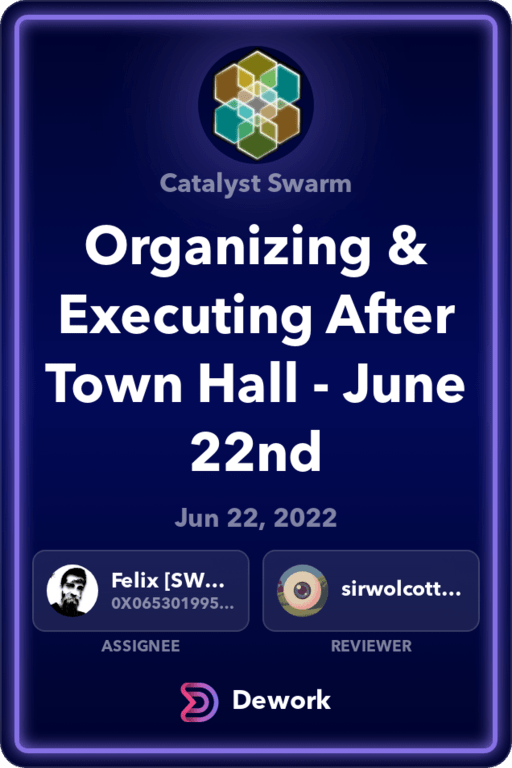 Catalyst Swarm
Organizing &
Executing After
Town Hall - June
22nd
Jun 22, 2022
Felix [SW...
0X065301995...
sirwolcott...
ASSIGNEE
REVIEWER
Dework